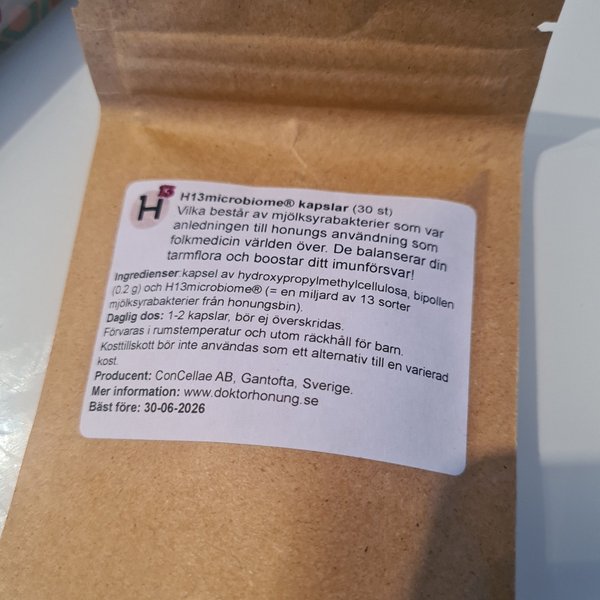 13
H
H13microbiome® kapslar (30 st)
Vilka består av mjölksyrabakterier som var
anledningen till honungs användning som
folkmedicin världen över. De balanserar din
tarmflora och boostar ditt imunförsvar!
Ingredienser:kapsel av hydroxypropylmethylcellulosa, bipollen
(0.2 g) och H13microbiome® (= en miljard av 13 sorter
mjölksyrabakterier från honungsbin).
Daglig dos: 1-2 kapslar, bör ej överskridas.
Förvaras i rumstemperatur och utom räckhåll för barn.
Kosttillskott bör inte användas som ett alternativ till en varierad
kost.
Producent: ConCellae AB, Gantofta, Sverige.
Mer information: www.doktorhonung.se
Bäst före: 30-06-2026